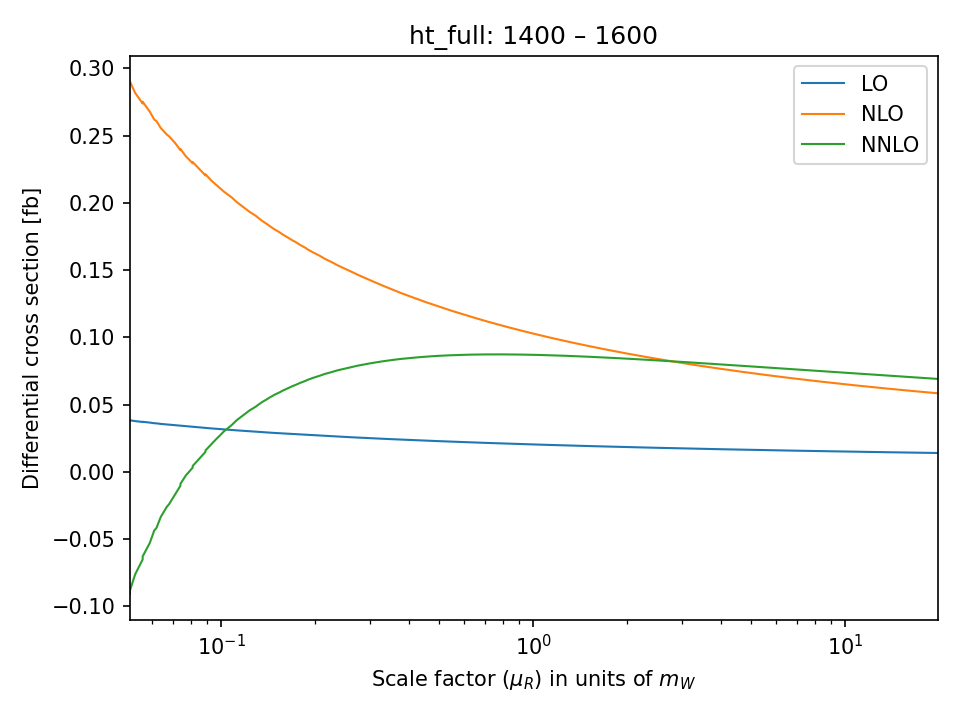 ht_full: 1400 – 1600
LO
NLO
NNLO
Differential cross section [fb]
0.30
0.25
0.20
0.15
0.10
0.05
0.00
−0.05
−0.10
10⁻¹
10⁰
10¹
Scale factor (μ_R) in units of m_W